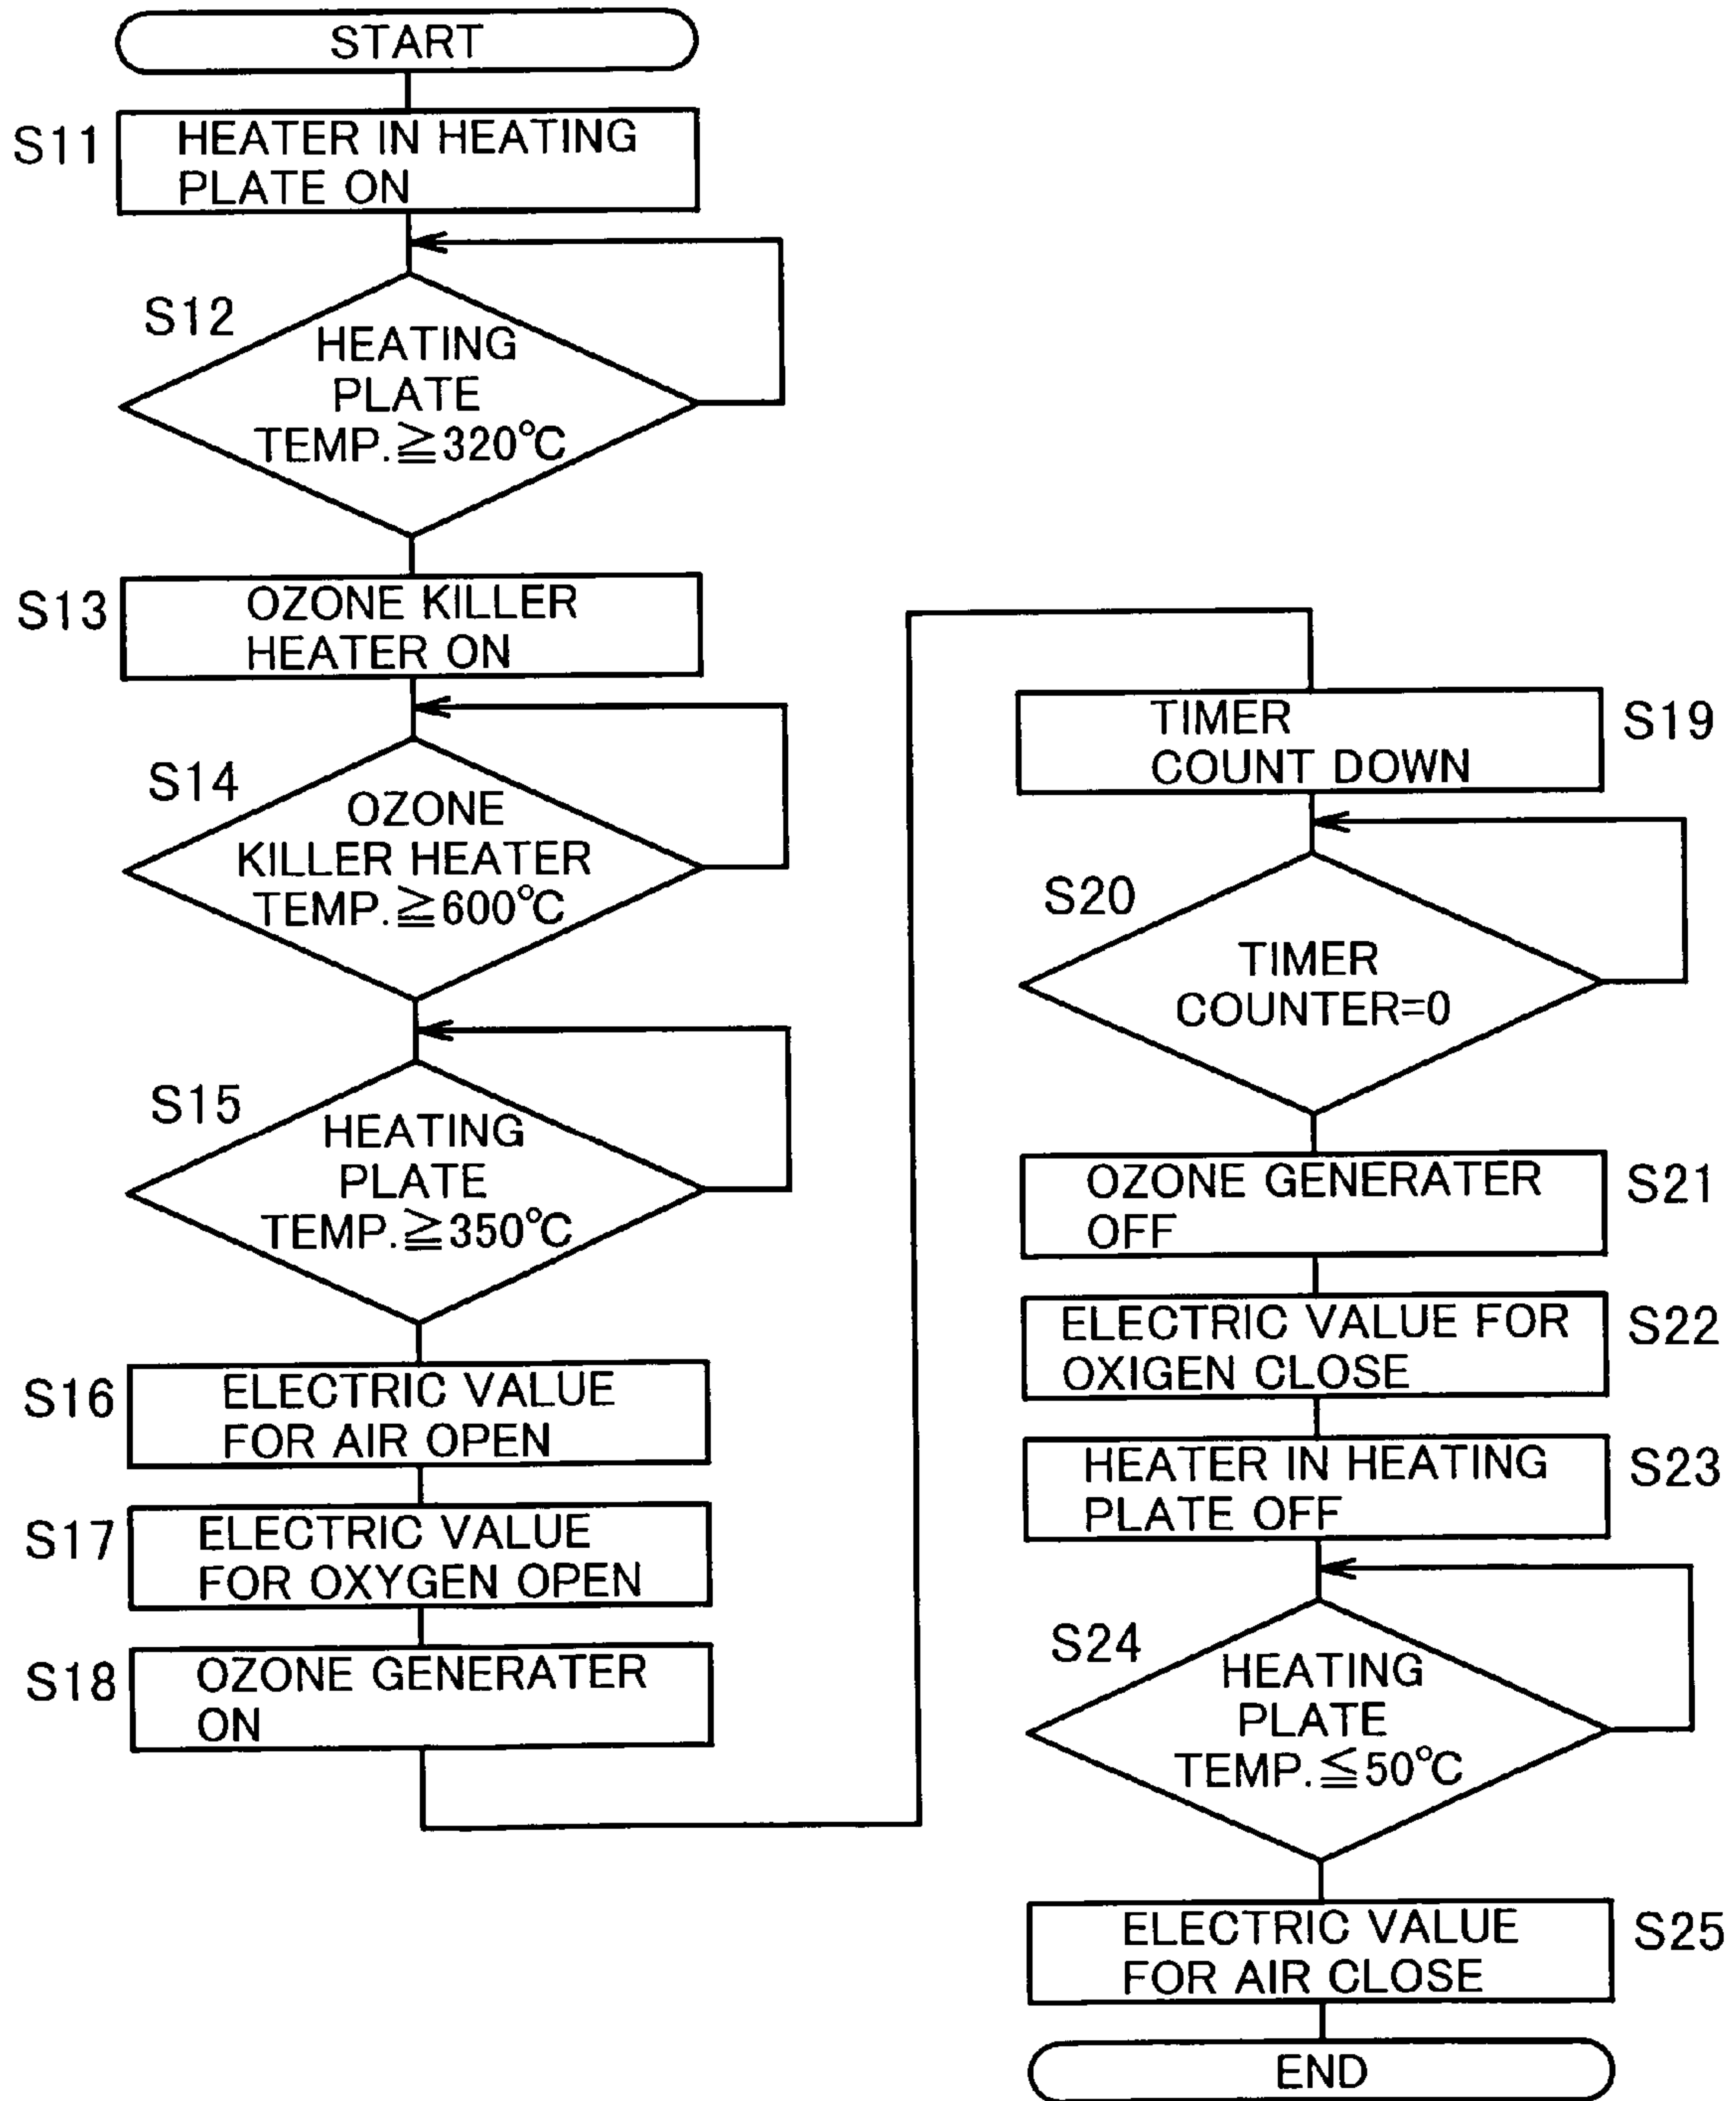 START
S11
HEATER IN HEATING
PLATE ON
S12
HEATING
PLATE
TEMP.≧320°C
S13
OZONE KILLER
HEATER ON
S14
OZONE
KILLER HEATER
TEMP.≧600°C
S15
HEATING
PLATE
TEMP.≧350°C
S16
ELECTRIC VALUE
FOR AIR OPEN
S17
ELECTRIC VALUE
FOR OXYGEN OPEN
S18
OZONE GENERATER
ON
TIMER
COUNT DOWN
S19
S20
TIMER
COUNTER=0
OZONE GENERATER
OFF
S21
ELECTRIC VALUE FOR
OXIGEN CLOSE
S22
HEATER IN HEATING
PLATE OFF
S23
S24
HEATING
PLATE
TEMP.≦50°C
ELECTRIC VALUE
FOR AIR CLOSE
S25
END